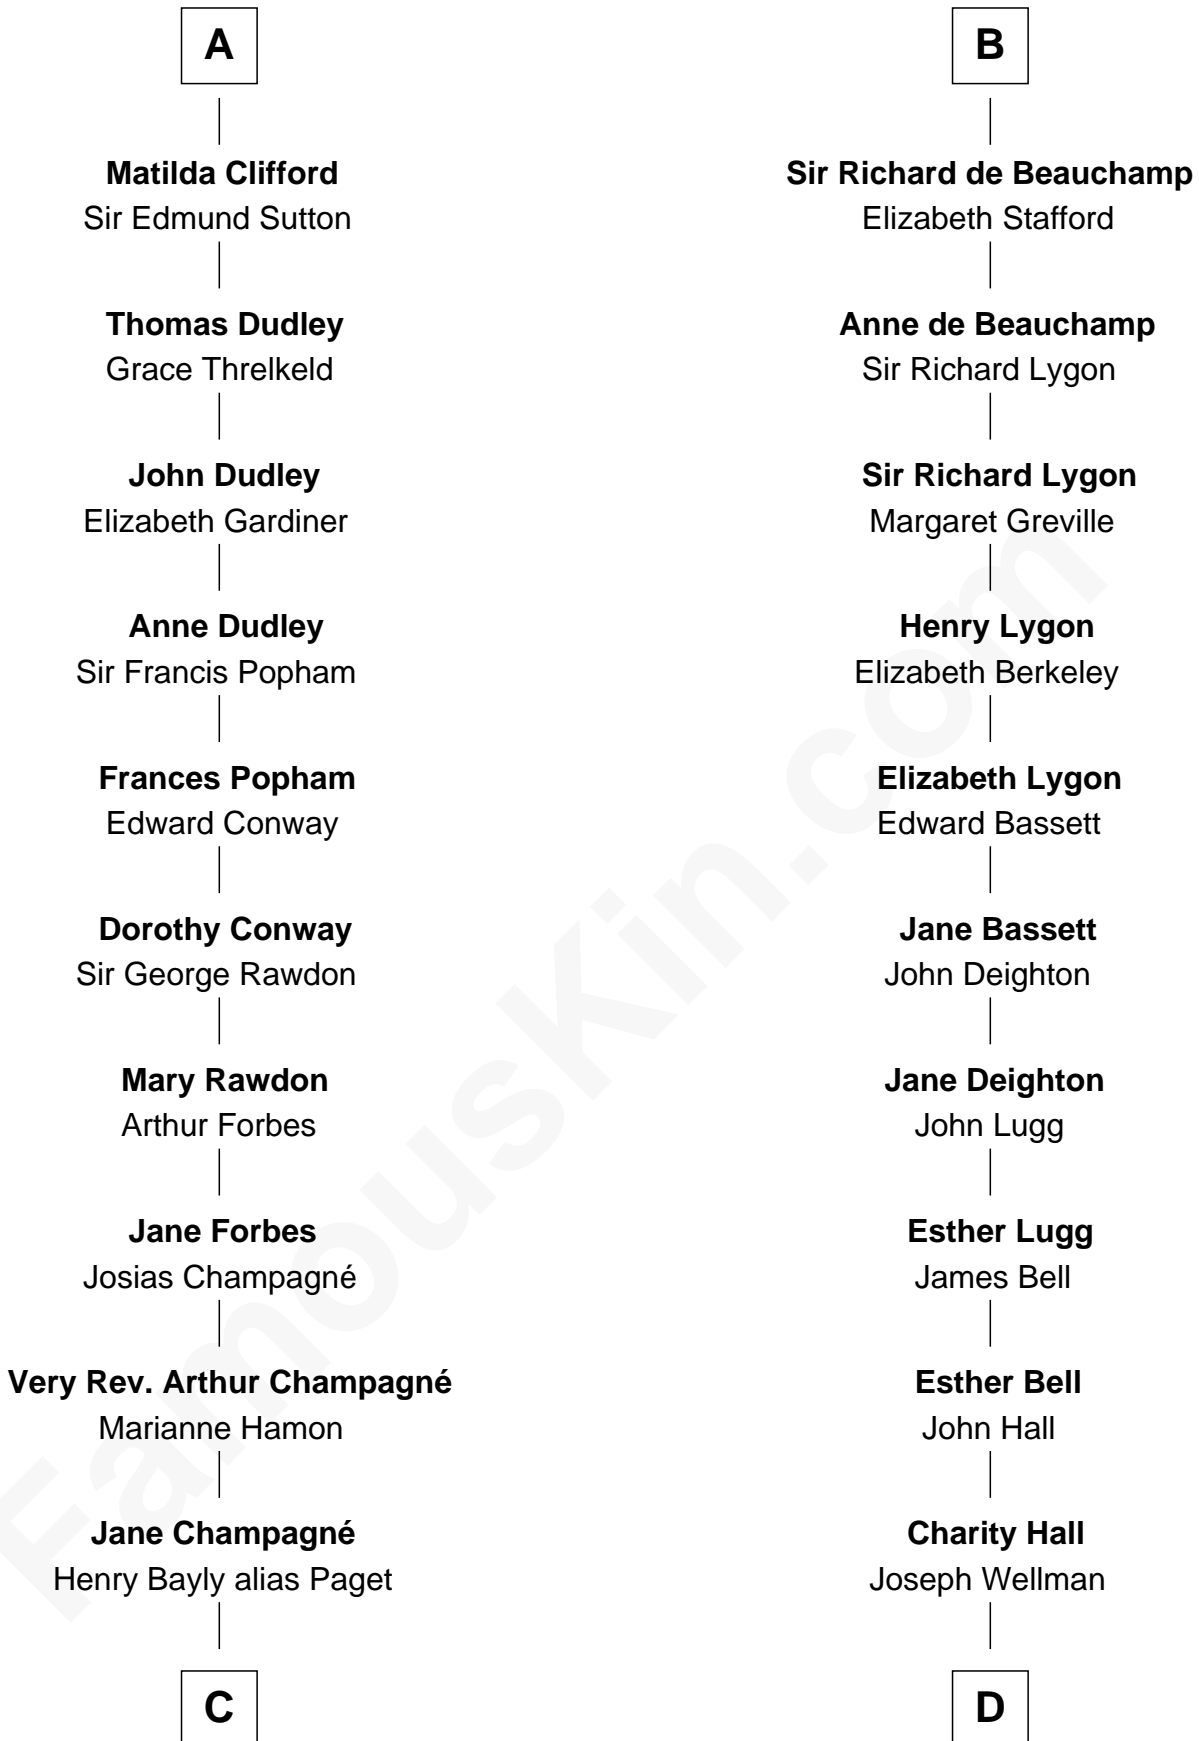 A
Matilda Clifford
Sir Edmund Sutton
Thomas Dudley
Grace Threlkeld
John Dudley
Elizabeth Gardiner
Anne Dudley
Sir Francis Popham
Frances Popham
Edward Conway
Dorothy Conway
Sir George Rawdon
Mary Rawdon
Arthur Forbes
Jane Forbes
Josias Champagné
Very Rev. Arthur Champagné
Marianne Hamon
Jane Champagné
Henry Bayly alias Paget
C
B
Sir Richard de Beauchamp
Elizabeth Stafford
Anne de Beauchamp
Sir Richard Lygon
Sir Richard Lygon
Margaret Greville
Henry Lygon
Elizabeth Berkeley
Elizabeth Lygon
Edward Bassett
Jane Bassett
John Deighton
Jane Deighton
John Lugg
Esther Lugg
James Bell
Esther Bell
John Hall
Charity Hall
Joseph Wellman
D
FamousKin.com